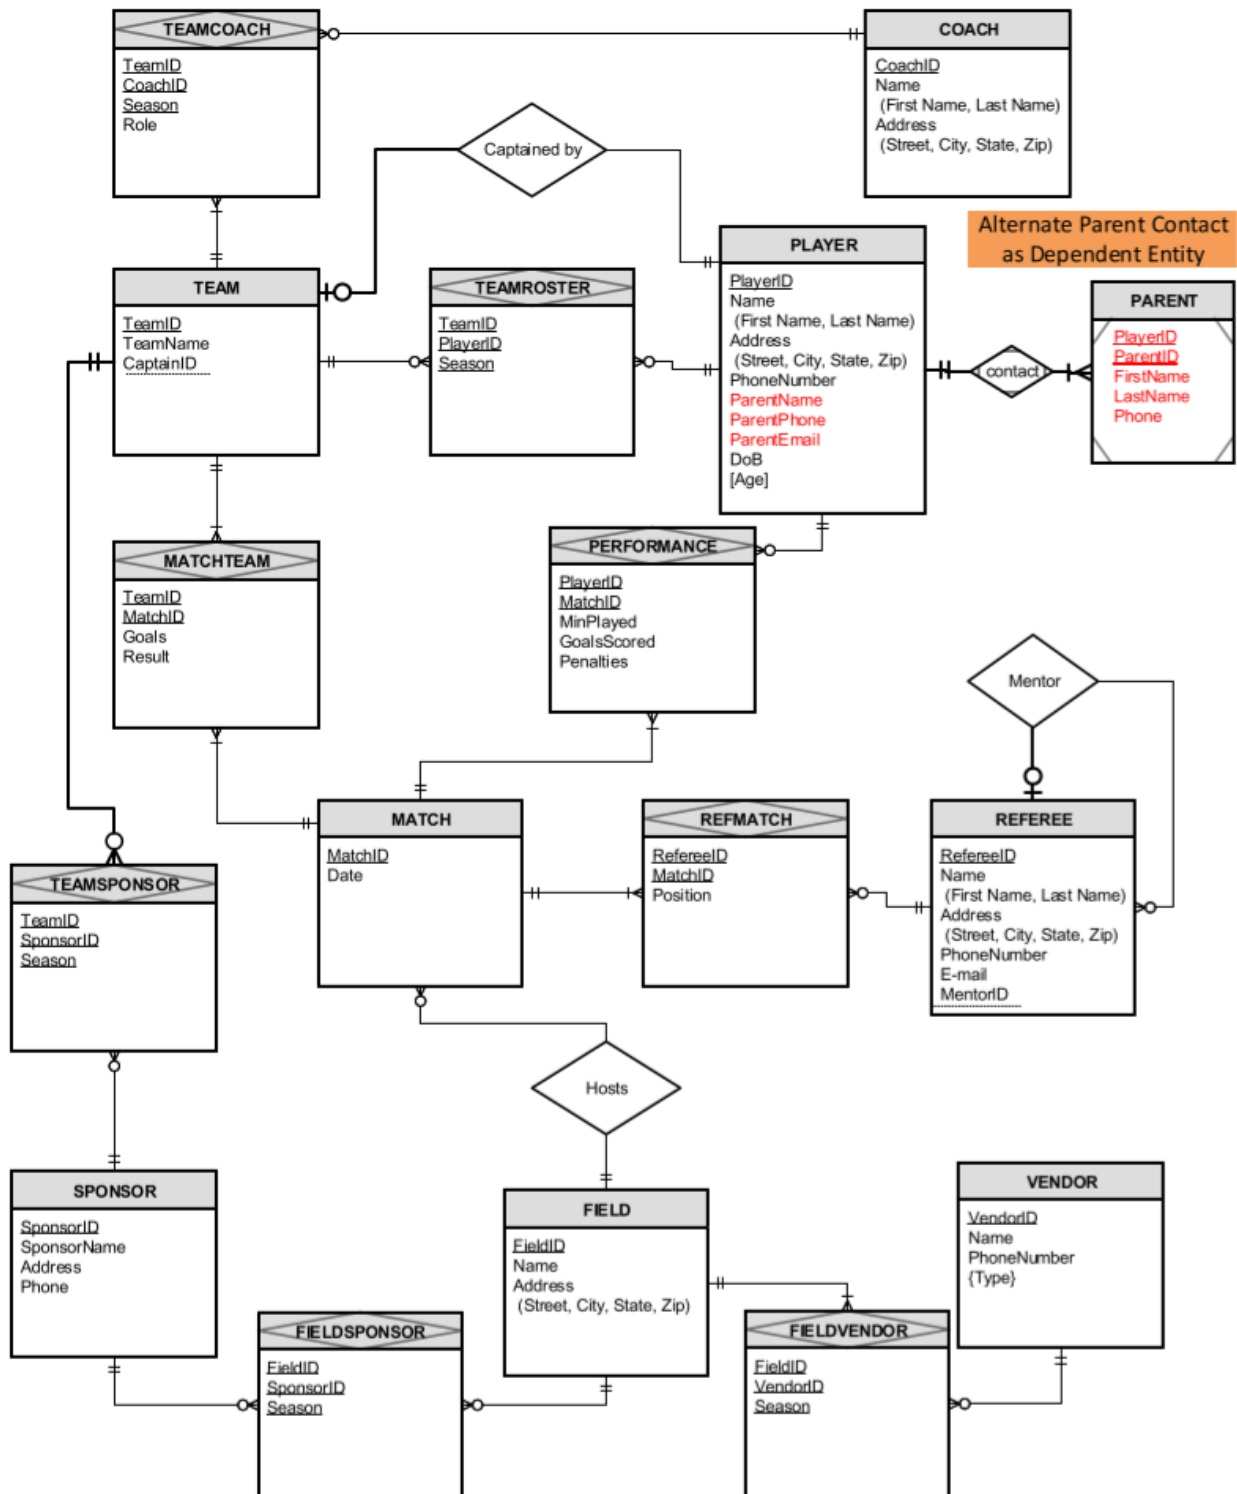 TEAMCOACH
TeamID
CoachID
Season
Role
COACH
CoachID
Name
(First Name, Last Name)
Address
(Street, City, State, Zip)
Captained by
Alternate Parent Contact
as Dependent Entity
TEAM
TeamID
TeamName
CaptainID
TEAMROSTER
TeamID
PlayerID
Season
PLAYER
PlayerID
Name
(First Name, Last Name)
Address
(Street, City, State, Zip)
PhoneNumber
ParentName
ParentPhone
ParentEmail
DoB
[Age]
contact
PARENT
PlayerID
ParentID
FirstName
LastName
Phone
MATCHTEAM
TeamID
MatchID
Goals
Result
PERFORMANCE
PlayerID
MatchID
MinPlayed
GoalsScored
Penalties
Mentor
MATCH
MatchID
Date
REFMATCH
RefereeID
MatchID
Position
REFEREE
RefereeID
Name
(First Name, Last Name)
Address
(Street, City, State, Zip)
PhoneNumber
E-mail
MentorID
TEAMSPONSOR
TeamID
SponsorID
Season
Hosts
SPONSOR
SponsorID
SponsorName
Address
Phone
FIELD
FieldID
Name
Address
(Street, City, State, Zip)
VENDOR
VendorID
Name
PhoneNumber
{Type}
FIELDSPONSOR
FieldID
SponsorID
Season
FIELDVENDOR
FieldID
VendorID
Season